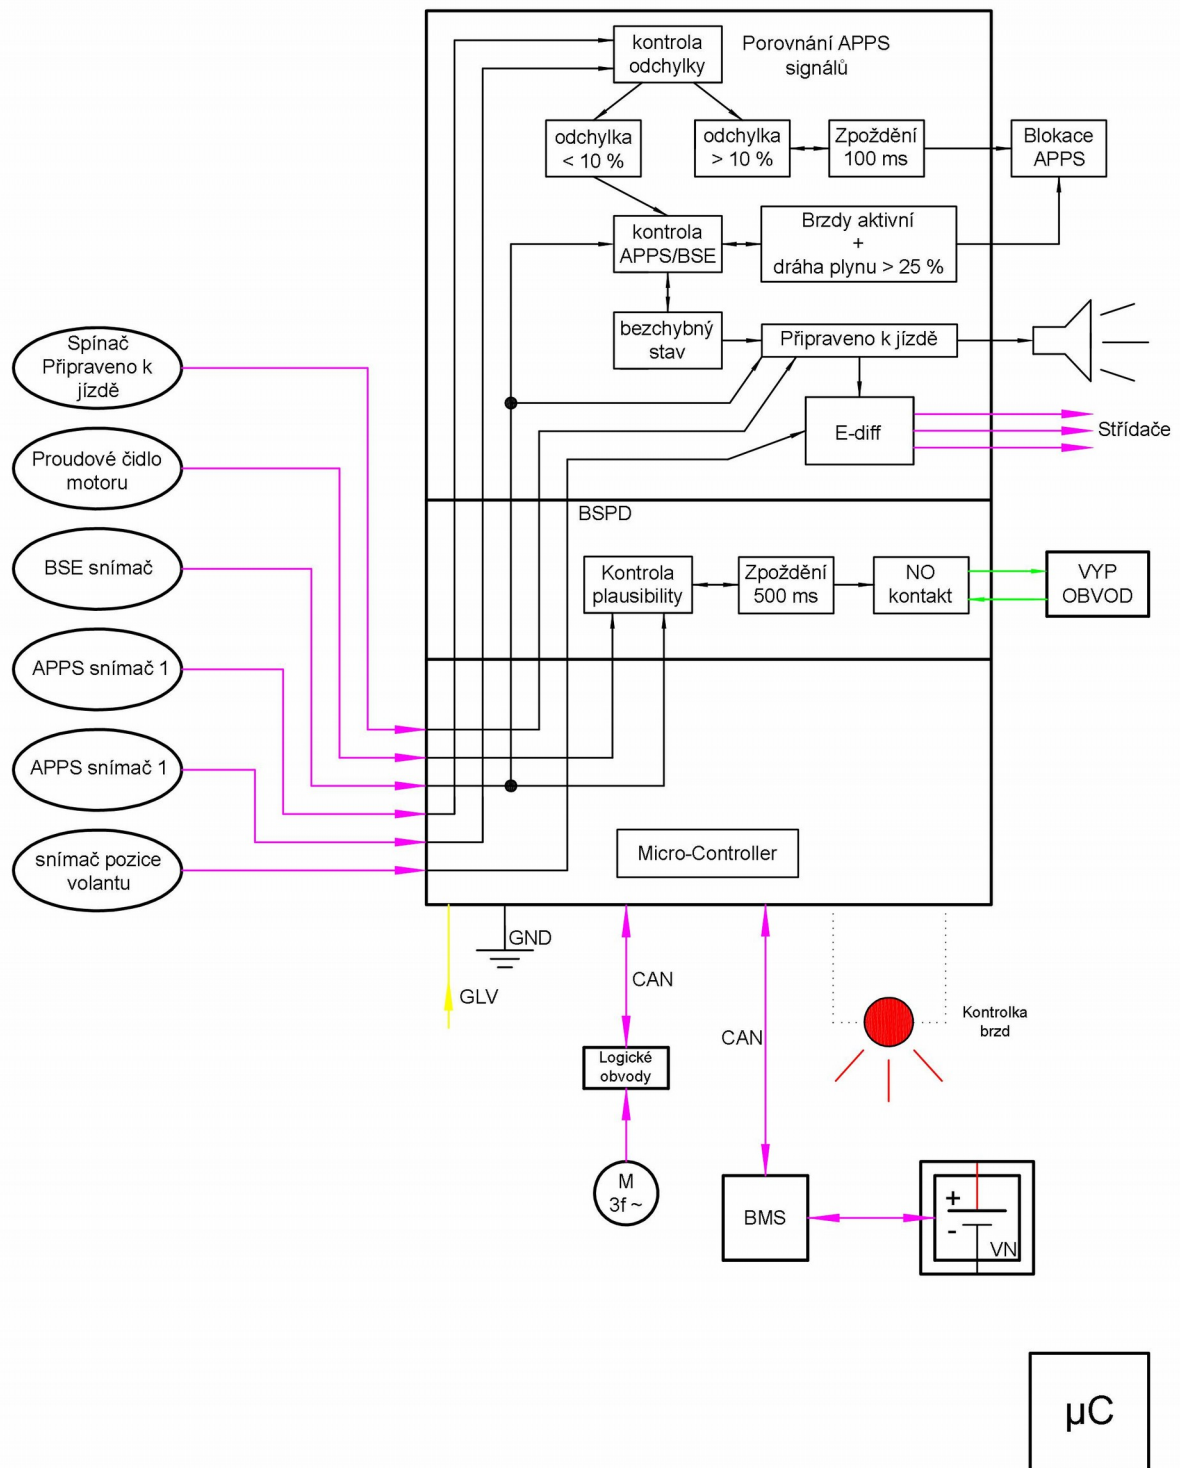 kontrola
odchylky
Porovnání APPS
signálů
odchylka
< 10 %
odchylka
> 10 %
Zpoždění
100 ms
Blokace
APPS
kontrola
APPS/BSE
Brzdy aktivní
+
dráha plynu > 25 %
bezchybný
stav
Připraveno k jízdě
E-diff
Střídače
Spínač
Připraveno k
jízdě
Proudové čidlo
motoru
BSE snímač
APPS snímač 1
APPS snímač 1
snímač pozice
volantu
BSPD
Kontrola
plausibility
Zpoždění
500 ms
NO
kontakt
VYP
OBVOD
Micro-Controller
GND
GLV
CAN
CAN
Kontrolka
brzd
Logické
obvody
M
3f ~
BMS
+
-
VN
µC